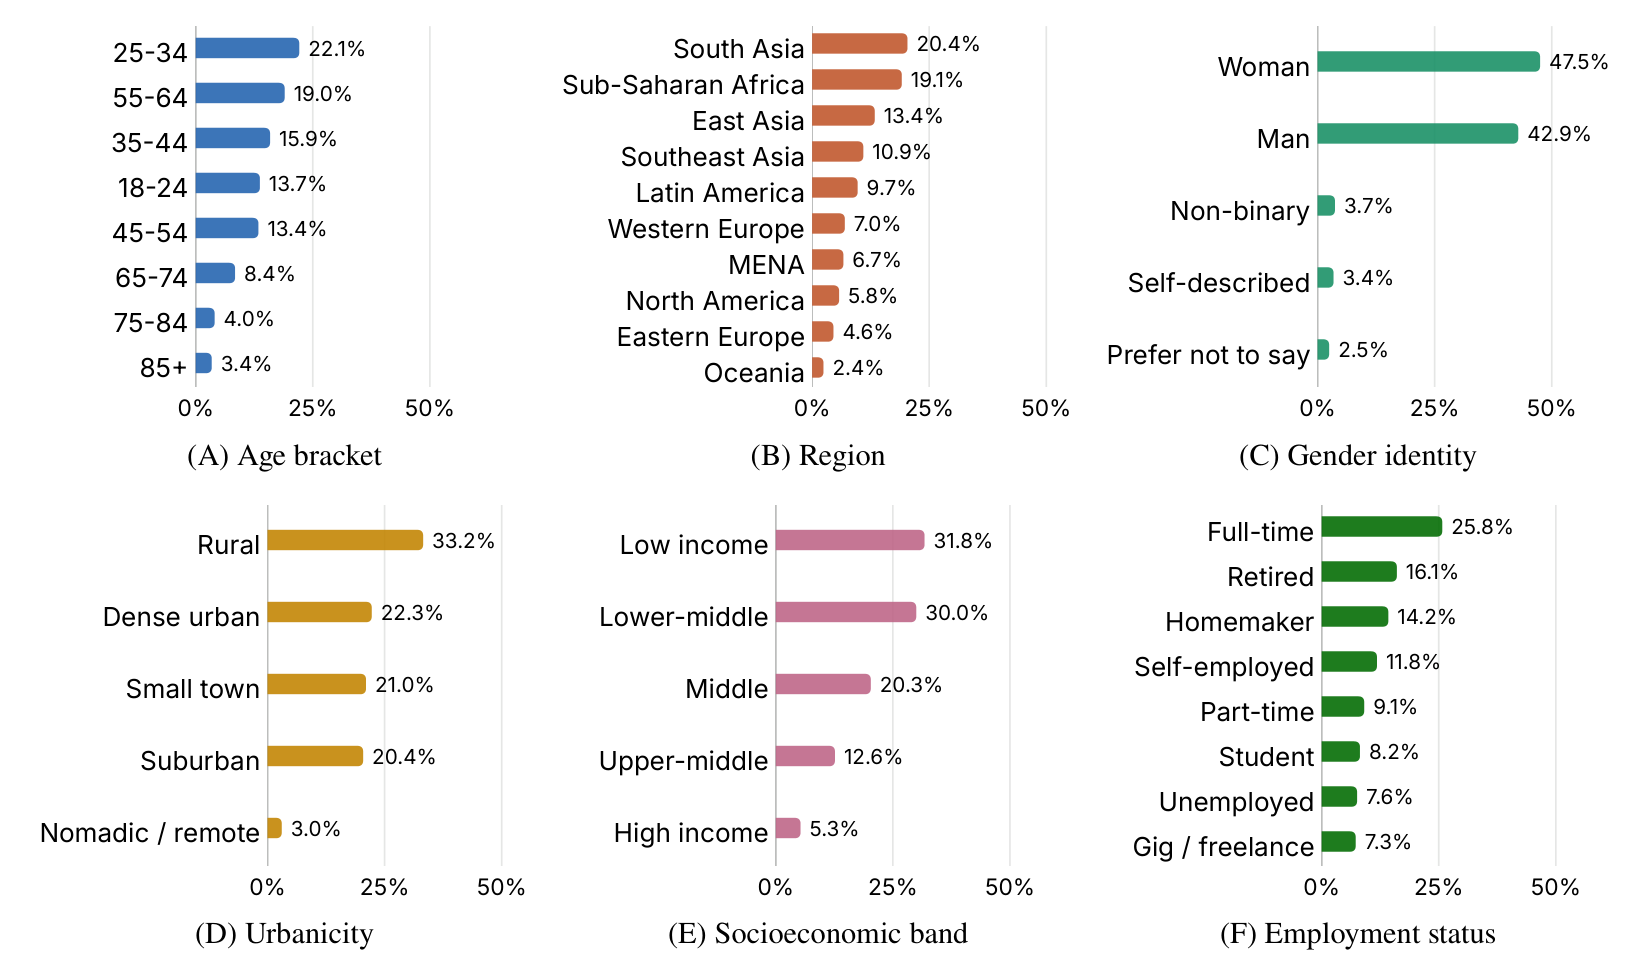 25-34 22.1%
55-64 19.0%
35-44 15.9%
18-24 13.7%
45-54 13.4%
65-74 8.4%
75-84 4.0%
85+ 3.4%
0% 25% 50%
(A) Age bracket
South Asia 20.4%
Sub-Saharan Africa 19.1%
East Asia 13.4%
Southeast Asia 10.9%
Latin America 9.7%
Western Europe 7.0%
MENA 6.7%
North America 5.8%
Eastern Europe 4.6%
Oceania 2.4%
0% 25% 50%
(B) Region
Woman 47.5%
Man 42.9%
Non-binary 3.7%
Self-described 3.4%
Prefer not to say 2.5%
0% 25% 50%
(C) Gender identity
Rural 33.2%
Dense urban 22.3%
Small town 21.0%
Suburban 20.4%
Nomadic / remote 3.0%
0% 25% 50%
(D) Urbanicity
Low income 31.8%
Lower-middle 30.0%
Middle 20.3%
Upper-middle 12.6%
High income 5.3%
0% 25% 50%
(E) Socioeconomic band
Full-time 25.8%
Retired 16.1%
Homemaker 14.2%
Self-employed 11.8%
Part-time 9.1%
Student 8.2%
Unemployed 7.6%
Gig / freelance 7.3%
0% 25% 50%
(F) Employment status